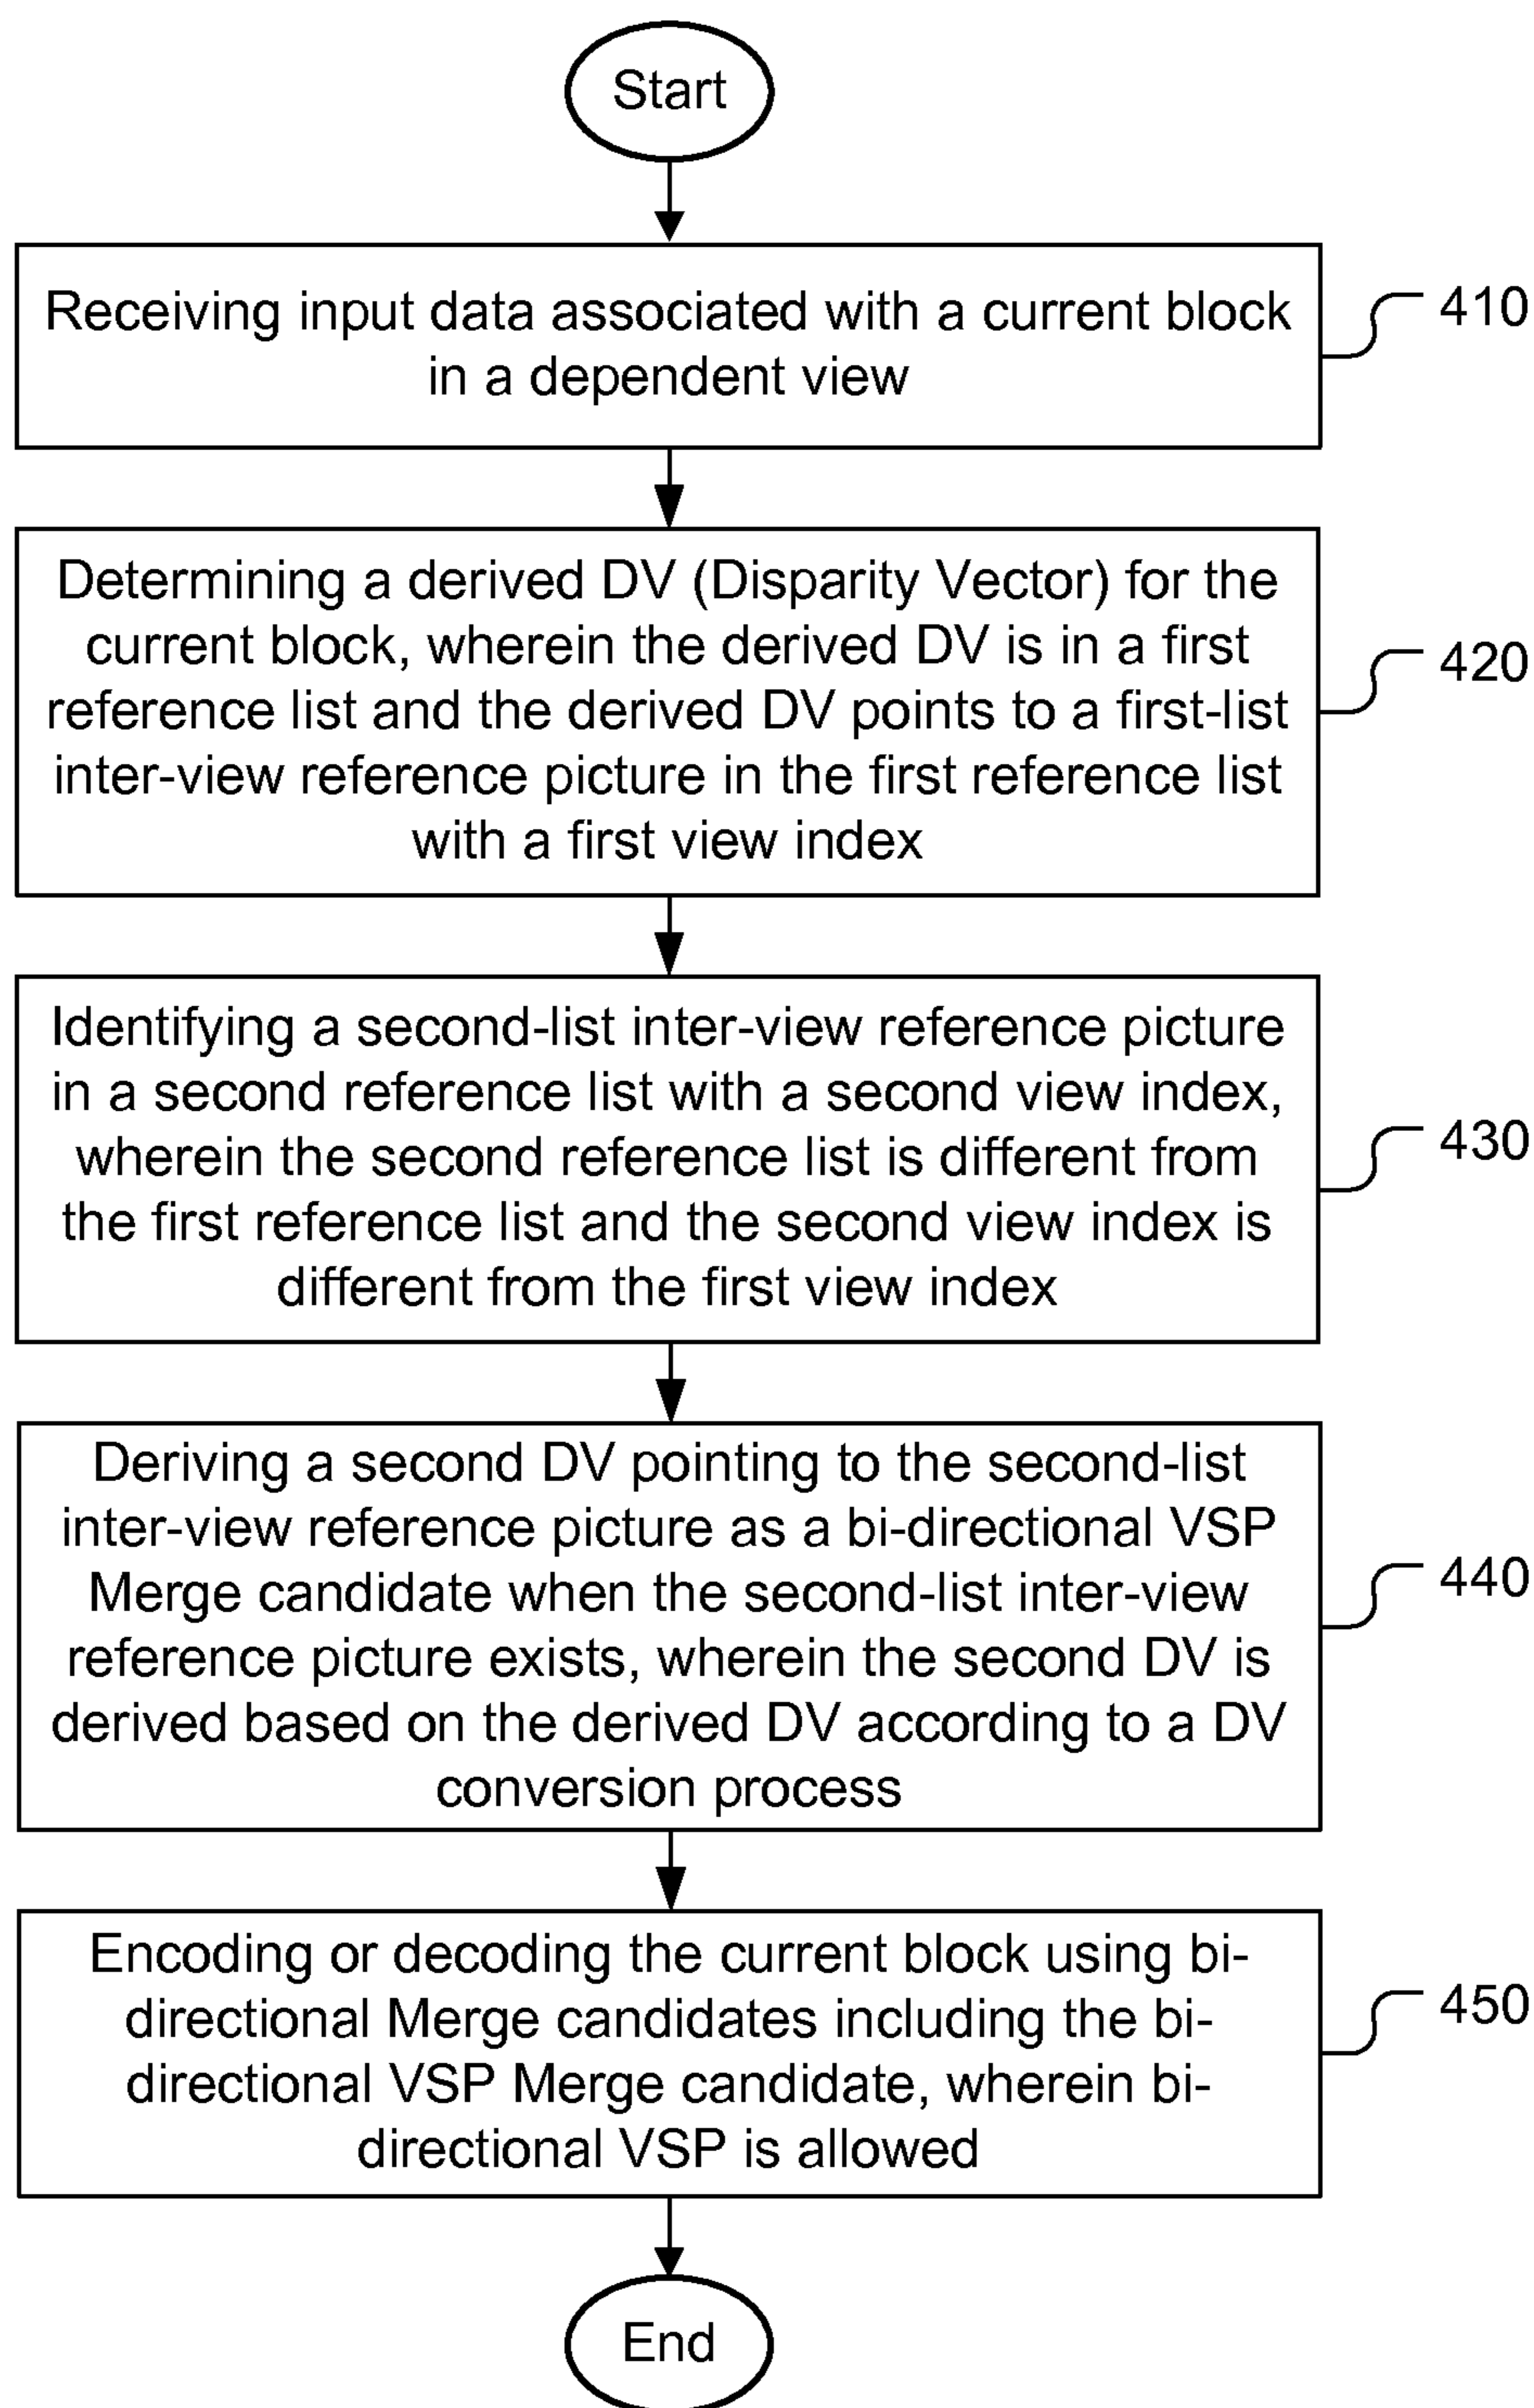 Start
Receiving input data associated with a current block
in a dependent view
410
Determining a derived DV (Disparity Vector) for the
current block, wherein the derived DV is in a first
reference list and the derived DV points to a first-list
inter-view reference picture in the first reference list
with a first view index
420
Identifying a second-list inter-view reference picture
in a second reference list with a second view index,
wherein the second reference list is different from
the first reference list and the second view index is
different from the first view index
430
Deriving a second DV pointing to the second-list
inter-view reference picture as a bi-directional VSP
Merge candidate when the second-list inter-view
reference picture exists, wherein the second DV is
derived based on the derived DV according to a DV
conversion process
440
Encoding or decoding the current block using bi-
directional Merge candidates including the bi-
directional VSP Merge candidate, wherein bi-
directional VSP is allowed
450
End